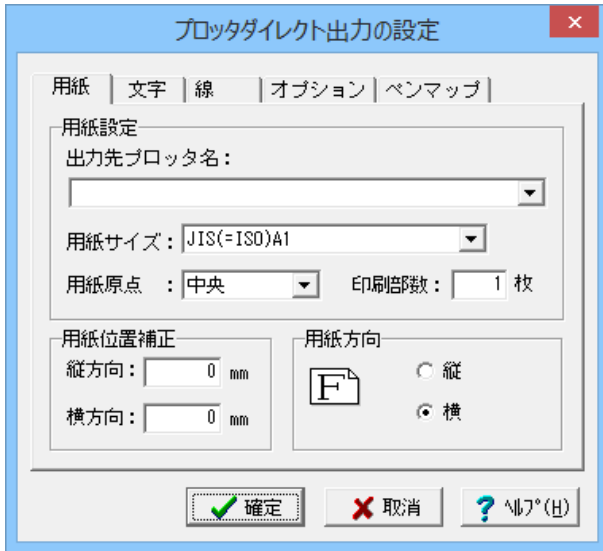 プロッタダイレクト出力の設定
用紙 文字 線 オプション ペンマップ
用紙設定
出力先プロッタ名:
用紙サイズ: JIS(=ISO)A1
用紙原点 : 中央 印刷部数: 1 枚
用紙位置補正 用紙方向
縦方向: 0 mm F 縦
横方向: 0 mm 横
確定 取消 ? ヘルプ(H)